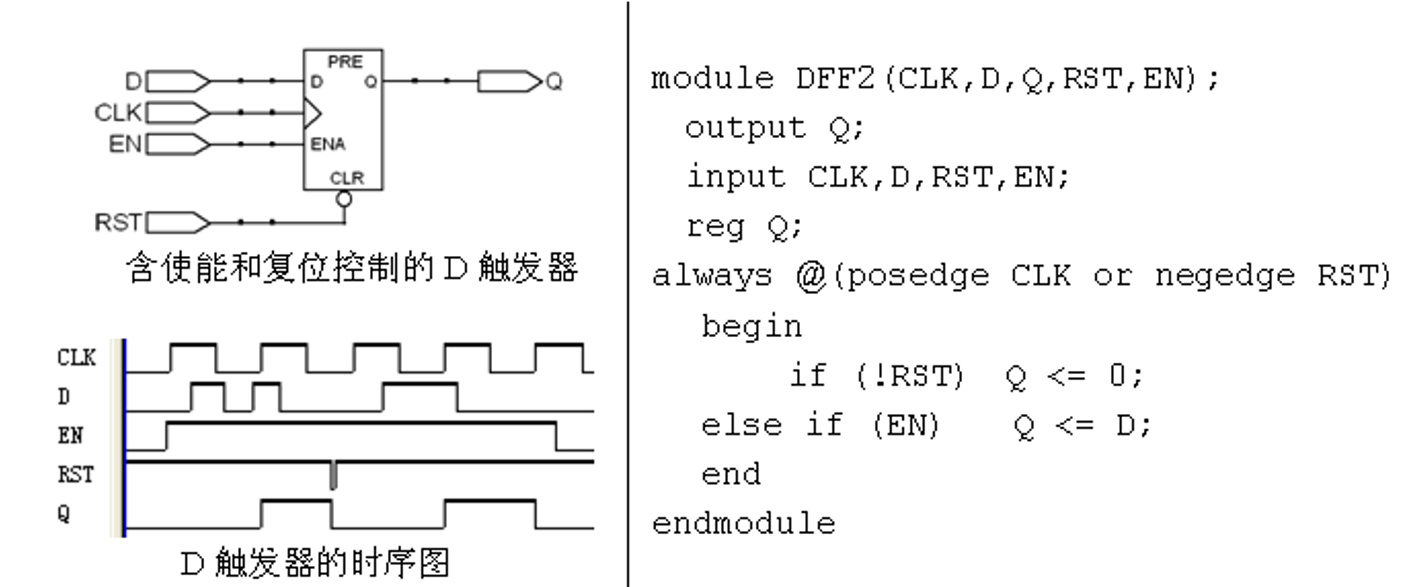 PRE
D
D
Q
Q
CLK
EN
ENA
CLR
RST
含使能和复位控制的 D 触发器
CLK
D
EN
RST
Q
D 触发器的时序图
module DFF2(CLK,D,Q,RST,EN);
output Q;
input CLK,D,RST,EN;
reg Q;
always @(posedge CLK or negedge RST)
begin
if (!RST) Q <= 0;
else if (EN) Q <= D;
end
endmodule